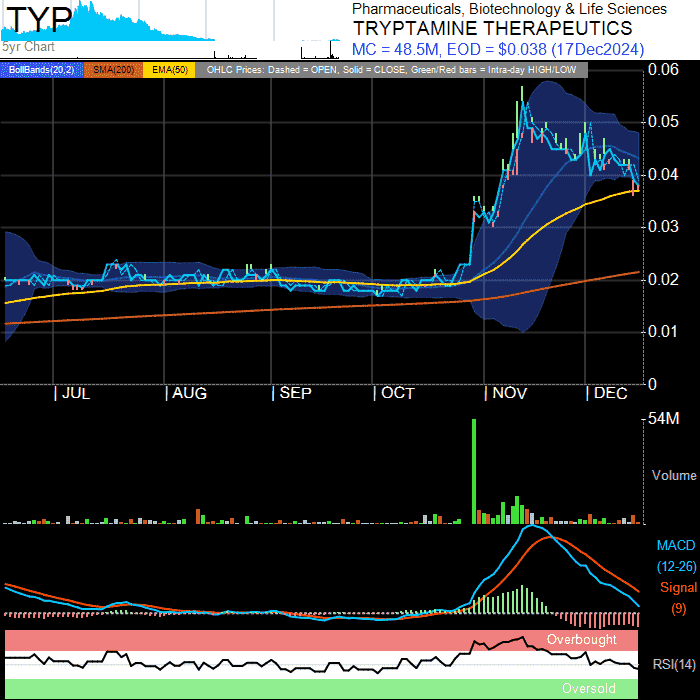 TYP
Pharmaceuticals, Biotechnology & Life Sciences
TRYPTAMINE THERAPEUTICS
5yr Chart
MC = 48.5M, EOD = $0.038 (17Dec2024)
BollBands(20,2) SMA(200) EMA(50) OHLC Prices: Dashed = OPEN, Solid = CLOSE, Green/Red bars = Intra-day HIGH/LOW
0.06
0.05
0.04
0.03
0.02
0.01
0
JUL AUG SEP OCT NOV DEC
54M
Volume
MACD
(12-26)
Signal
(9)
Overbought
RSI(14)
Oversold